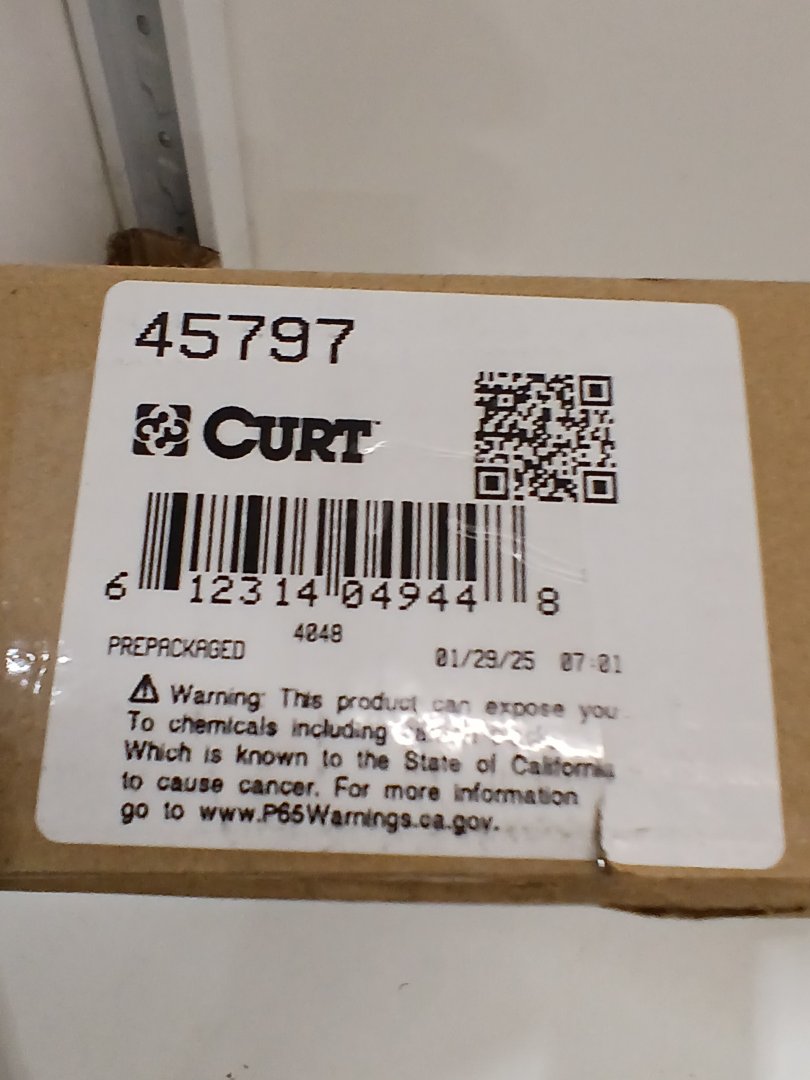 45797
CURT™
6 12314 04944 8
4048
PREPACKAGED
01/29/25 07:01
Warning: This product can expose you
To chemicals including
Which is known to the State of California
to cause cancer. For more information
go to www.P65Warnings.ca.gov.